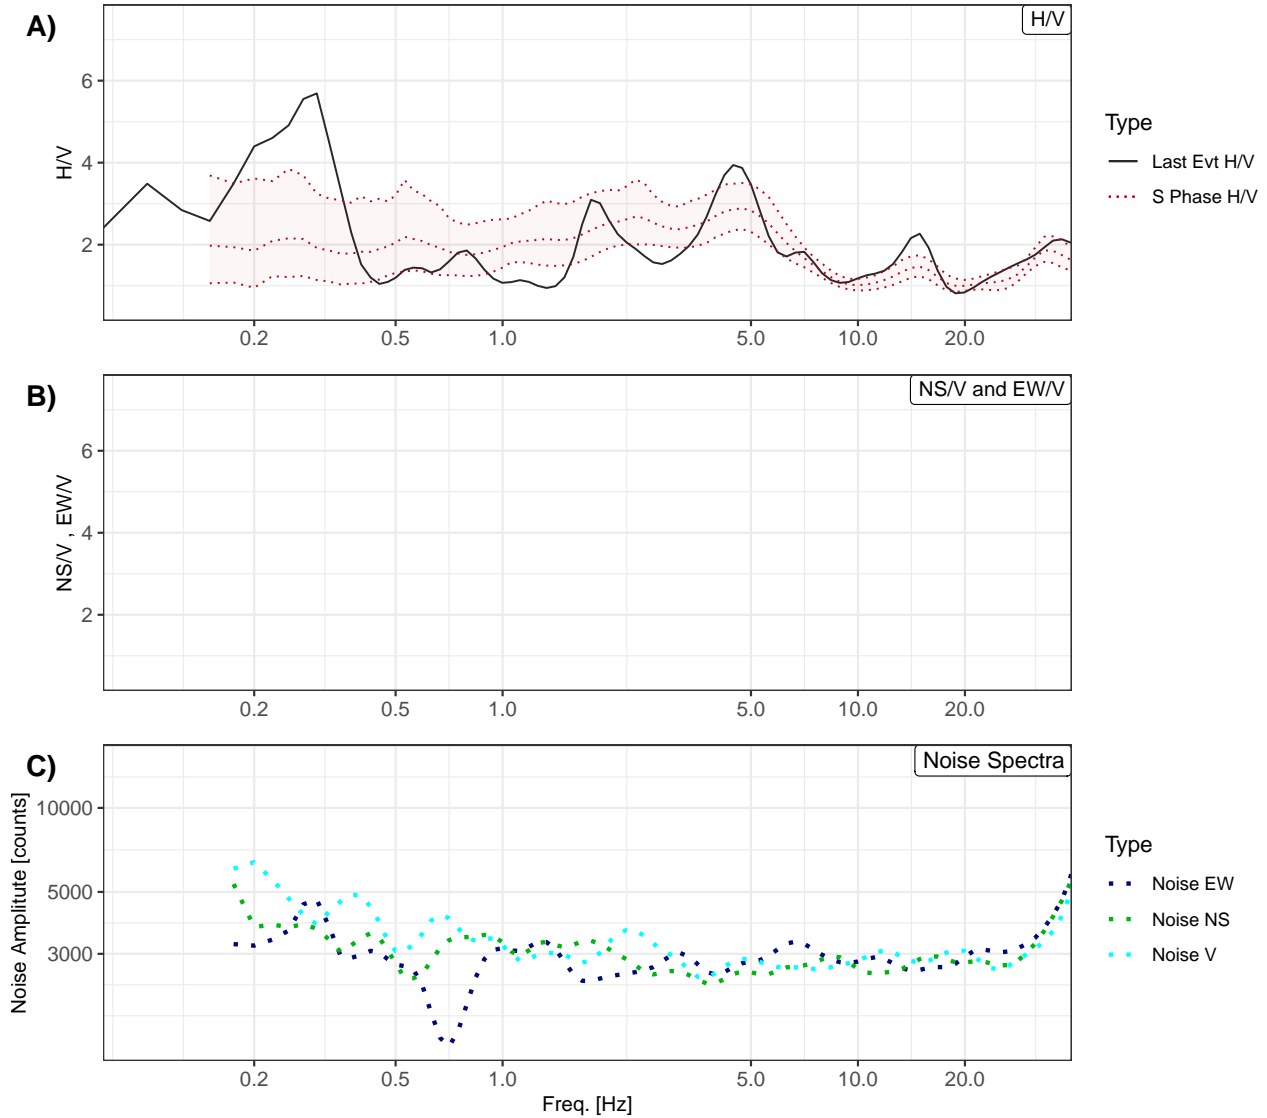 A)
H/V
6
4
2
H/V
0.2 0.5 1.0 5.0 10.0 20.0
Type
Last Evt H/V
S Phase H/V
B)
NS/V and EW/V
6
4
2
NS/V , EW/V
0.2 0.5 1.0 5.0 10.0 20.0
C)
Noise Spectra
10000
5000
3000
Noise Amplitute [counts]
0.2 0.5 1.0 5.0 10.0 20.0
Freq. [Hz]
Type
Noise EW
Noise NS
Noise V